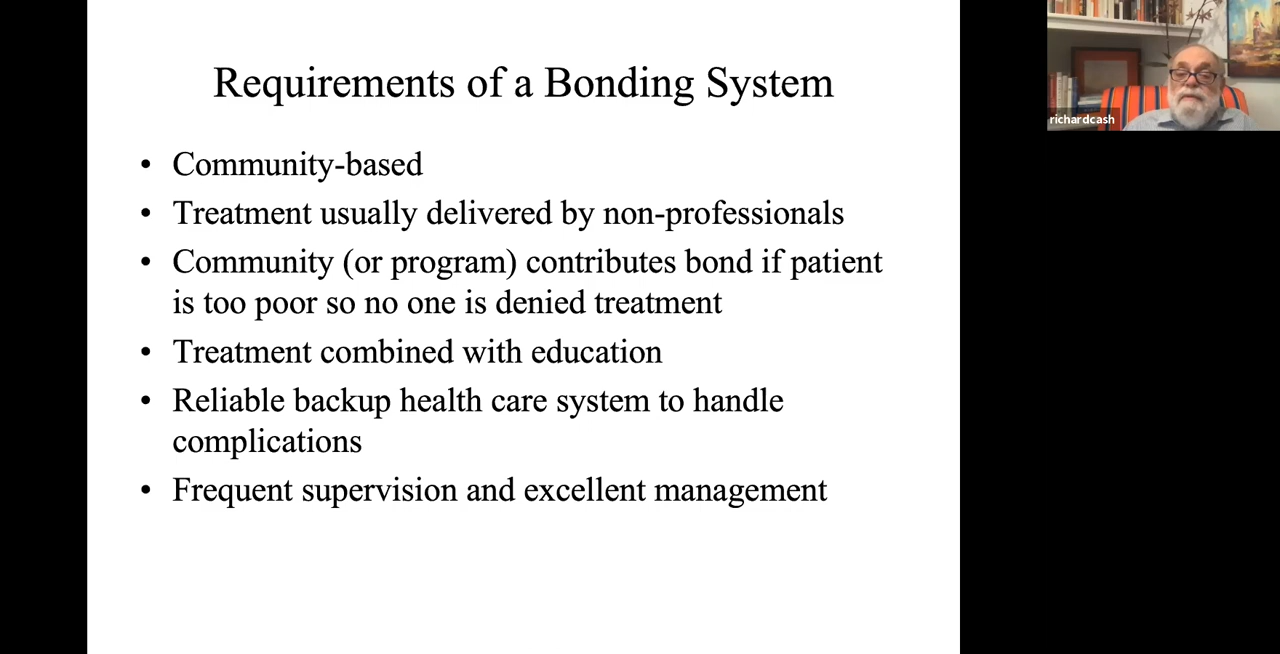 Requirements of a Bonding System
• Community-based
• Treatment usually delivered by non-professionals
• Community (or program) contributes bond if patient
is too poor so no one is denied treatment
• Treatment combined with education
• Reliable backup health care system to handle
complications
• Frequent supervision and excellent management
richardcash